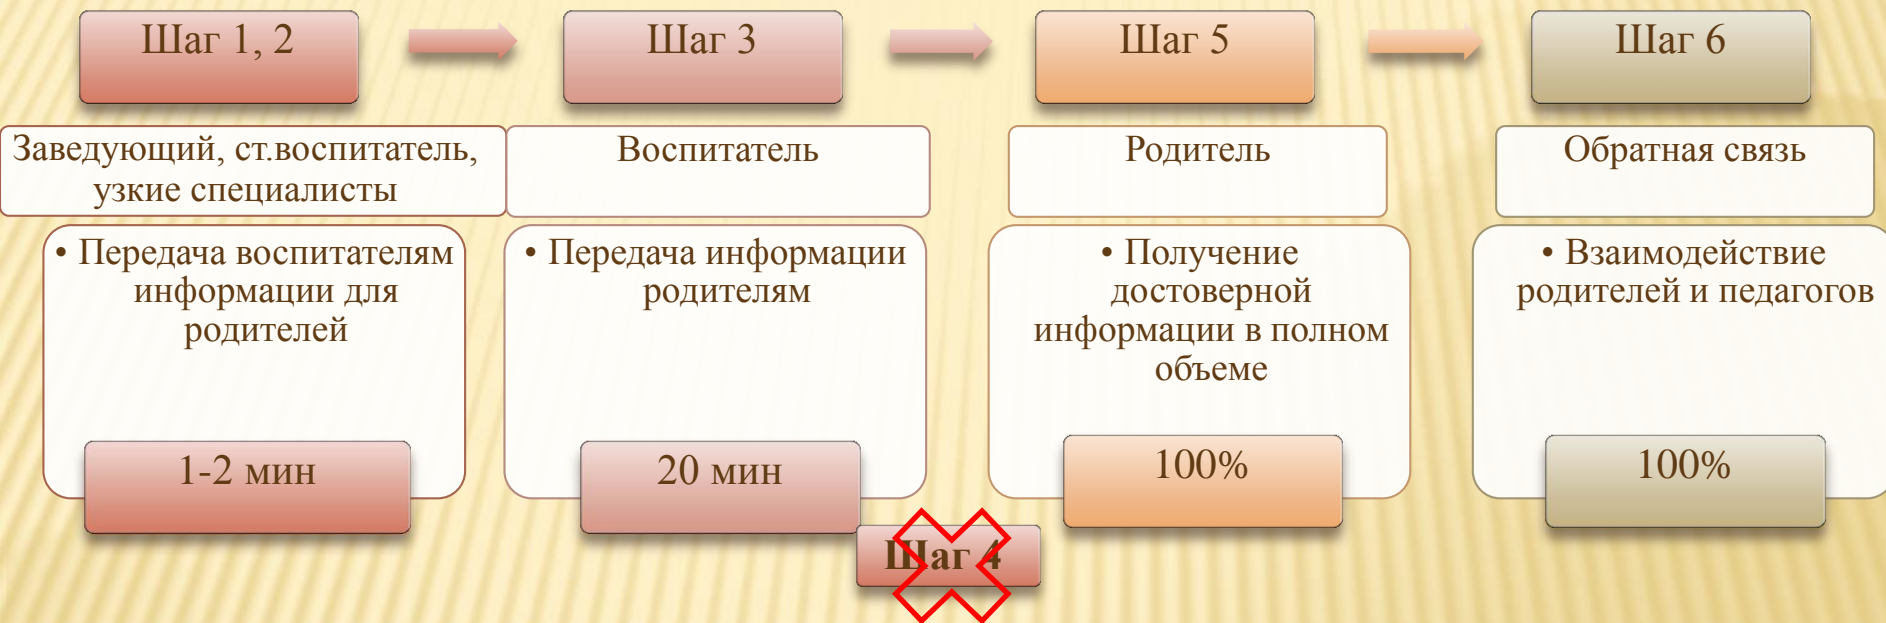 Шаг 1, 2
Шаг 3
Шаг 5
Шаг 6
Заведующий, ст.воспитатель,
узкие специалисты
Воспитатель
Родитель
Обратная связь
• Передача воспитателям
информации для
родителей
• Передача информации
родителям
• Получение
достоверной
информации в полном
объеме
• Взаимодействие
родителей и педагогов
1-2 мин
20 мин
100%
100%
Шаг 4